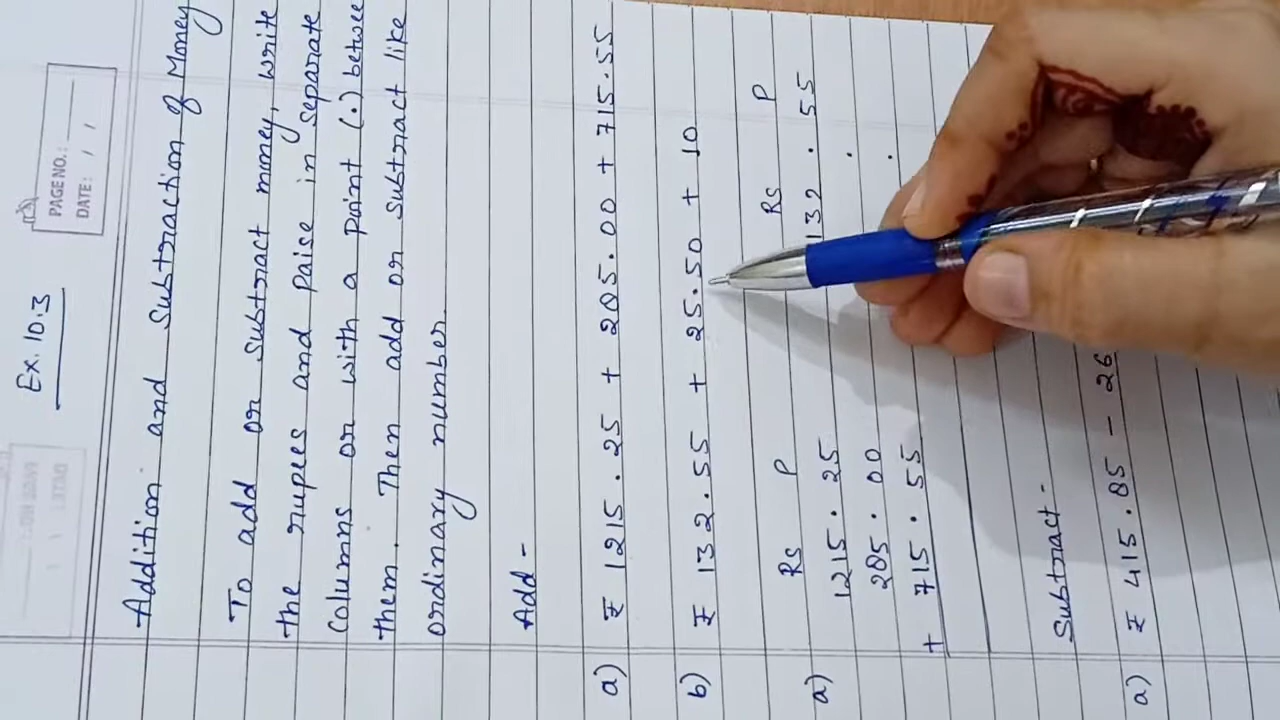 Ex. 10.3
PAGE NO.:
DATE: / /
Addition and Subtraction of Money
To add or subtract money, write
the rupees and paise in separate
columns or with a point (.) betwee
them. Then add or subtract like
ordinary number.
Add -
a) ₹ 1215.25 + 205.00 + 715.55
b) ₹ 132.55 + 25.50 + 10
Rs P Rs P
a) 1215.25 132.55
285.00 .
+ 715.55 .
Subtract -
a) ₹ 415.85 - 26